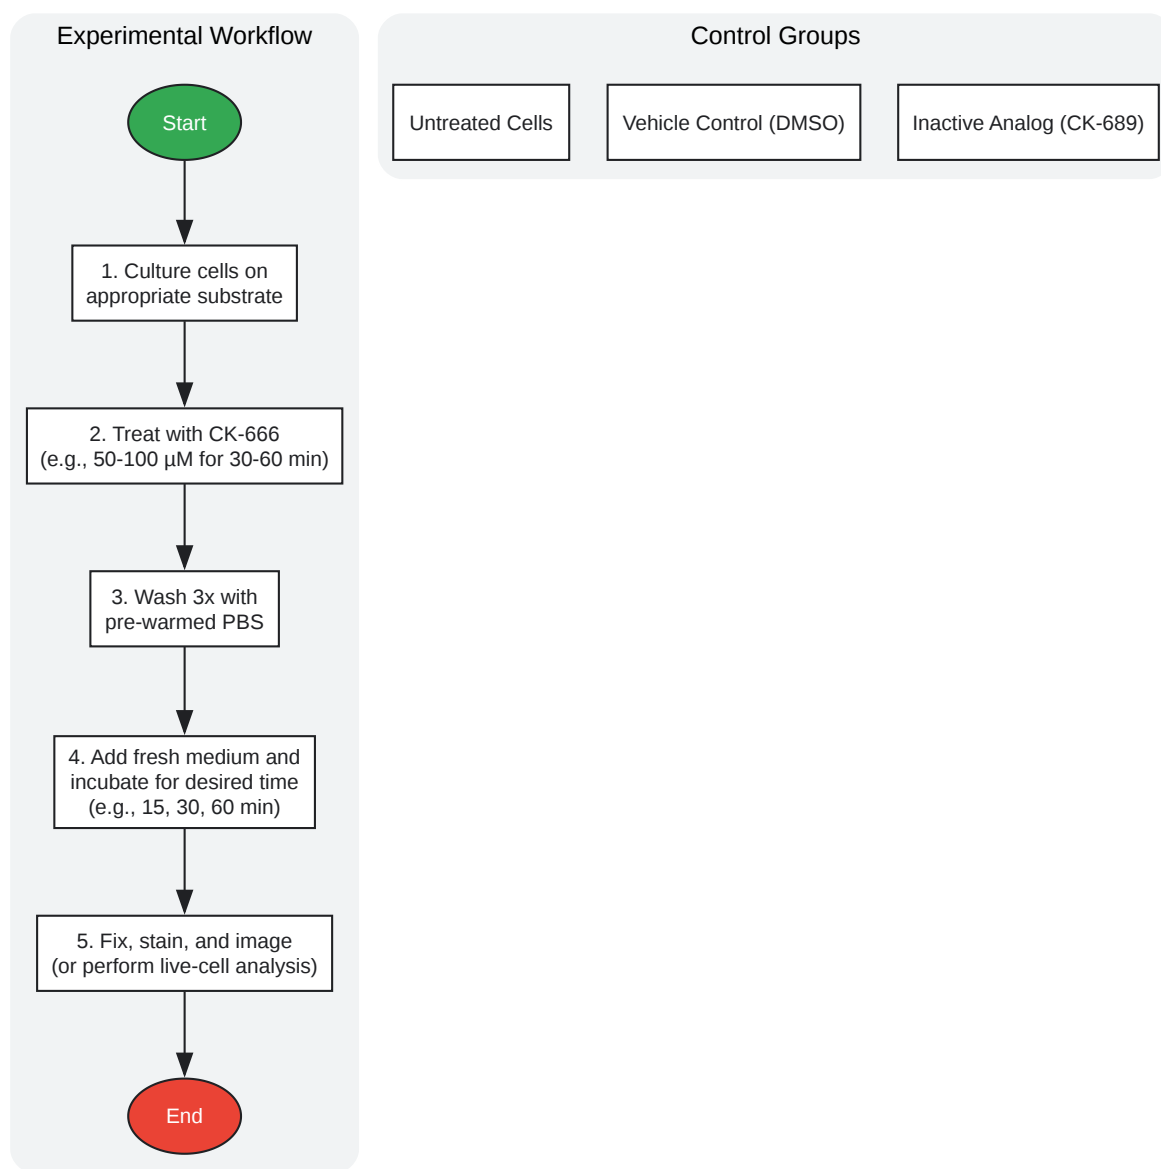 Experimental Workflow
Start
1. Culture cells on
appropriate substrate
2. Treat with CK-666
(e.g., 50-100 µM for 30-60 min)
3. Wash 3x with
pre-warmed PBS
4. Add fresh medium and
incubate for desired time
(e.g., 15, 30, 60 min)
5. Fix, stain, and image
(or perform live-cell analysis)
End
Control Groups
Untreated Cells
Vehicle Control (DMSO)
Inactive Analog (CK-689)